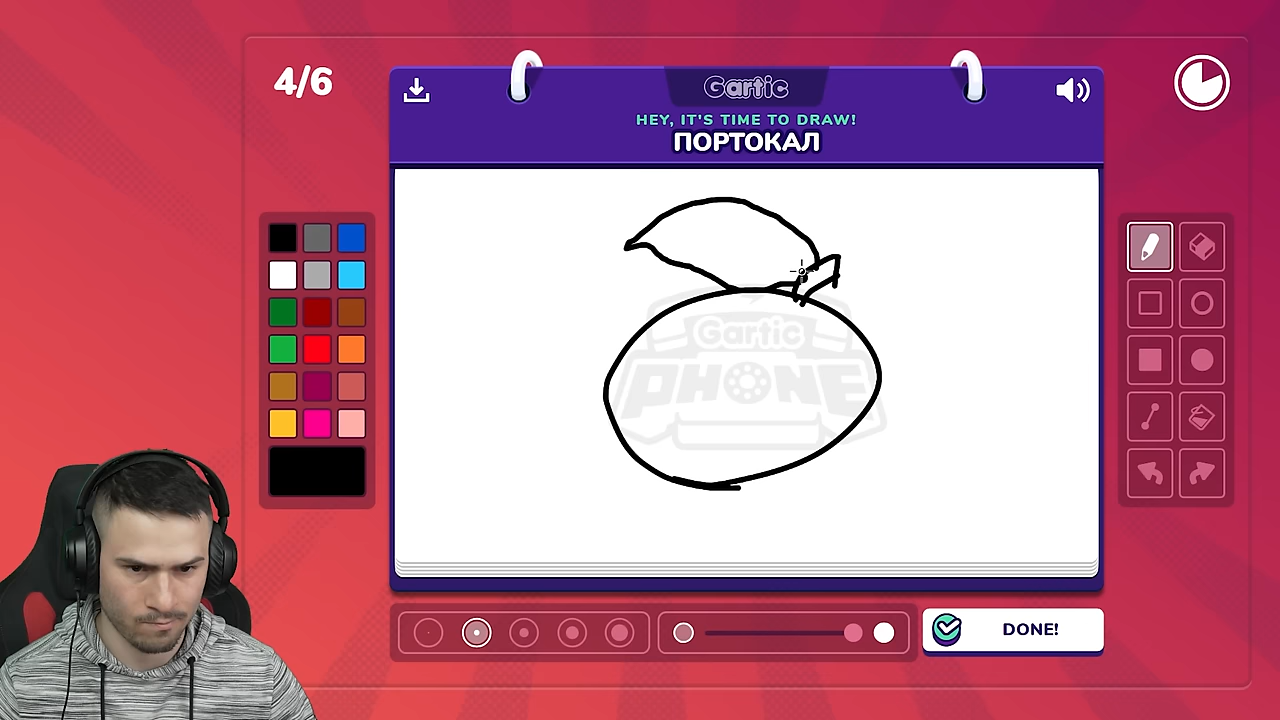 4/6
Gartic
HEY, IT'S TIME TO DRAW!
ПОРТОКАЛ
Gartic
PHONE
DONE!